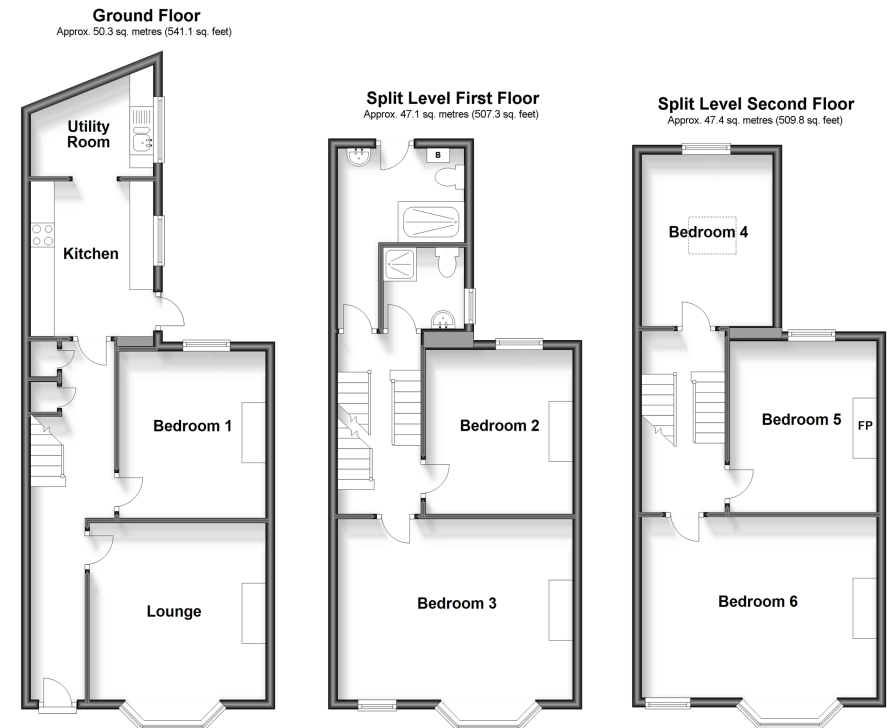 Ground Floor
Approx. 50.3 sq. metres (541.1 sq. feet)
Utility
Room
Kitchen
Bedroom 1
Lounge
Split Level First Floor
Approx. 47.1 sq. metres (507.3 sq. feet)
B
Bedroom 2
Bedroom 3
Split Level Second Floor
Approx. 47.4 sq. metres (509.8 sq. feet)
Bedroom 4
Bedroom 5
FP
Bedroom 6